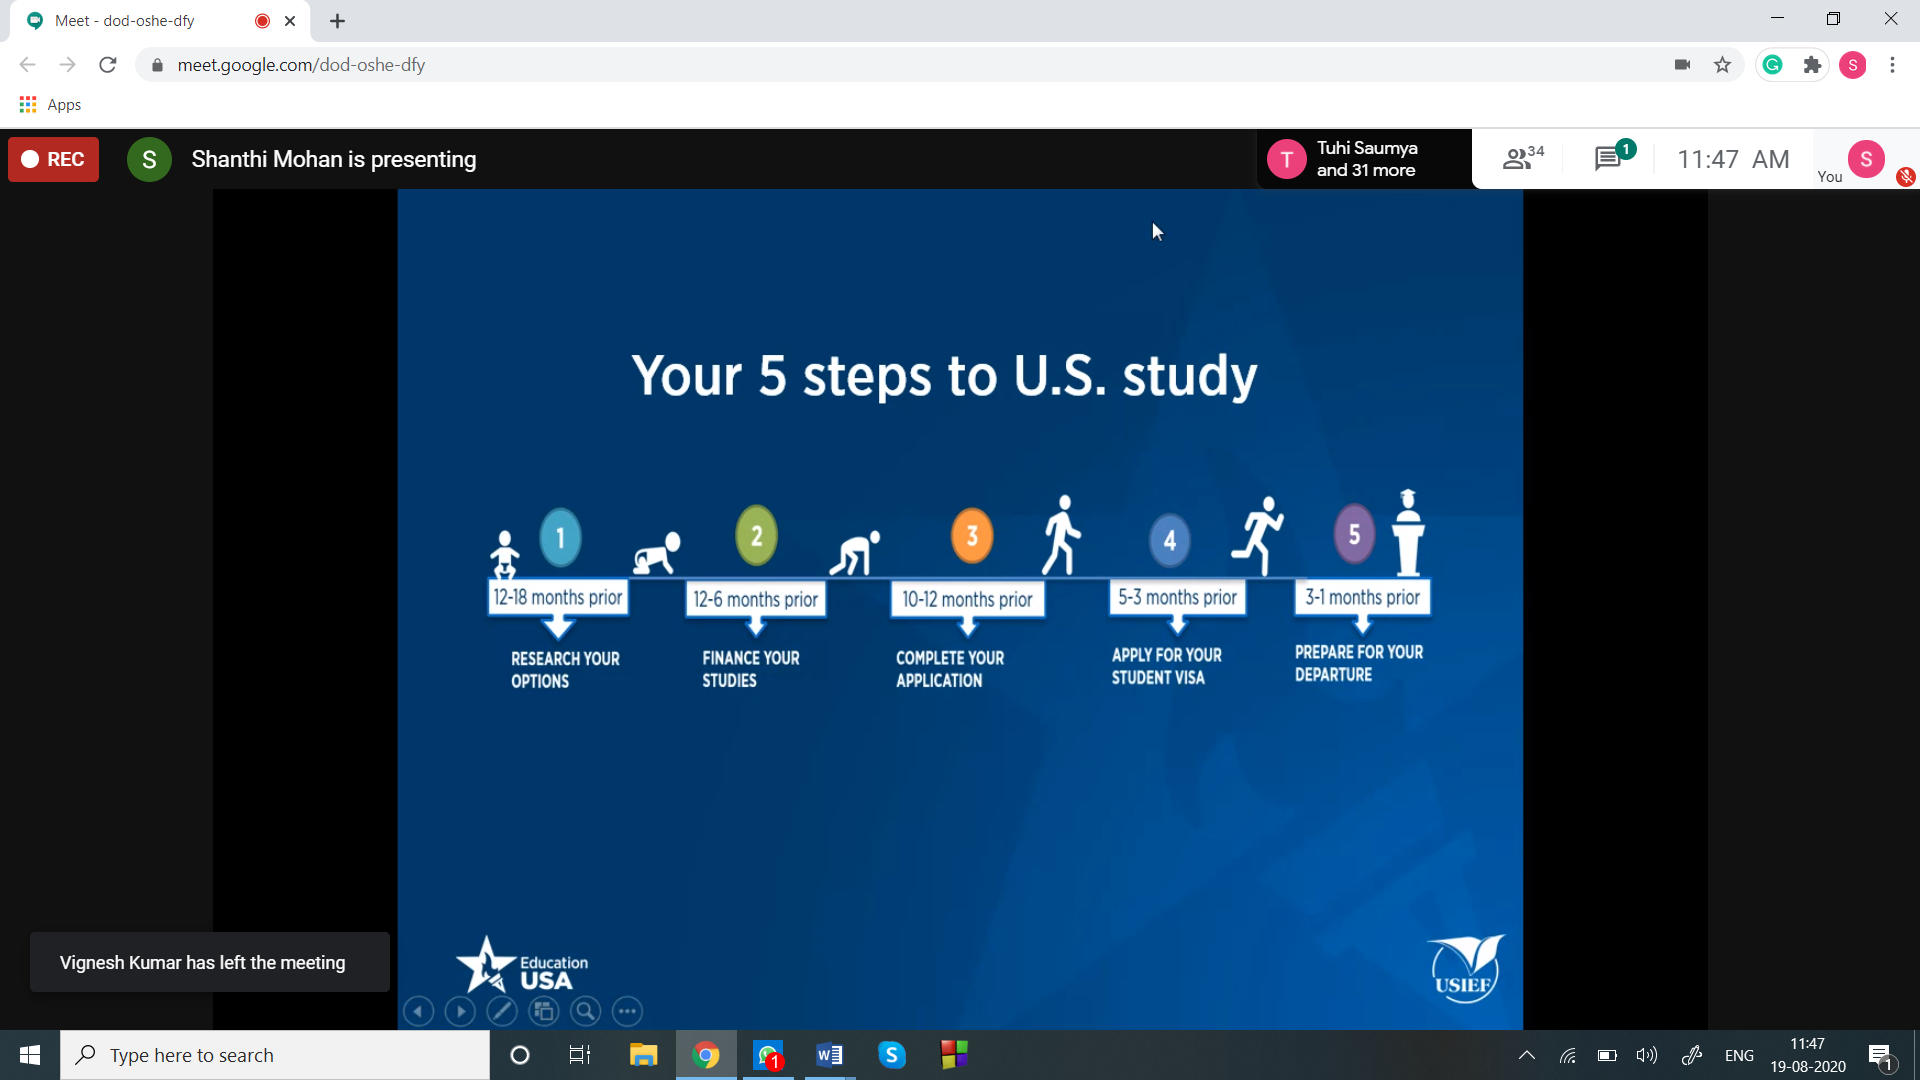 Meet - dod-oshe-dfy
meet.google.com/dod-oshe-dfy
G
S
Apps
REC
S
Shanthi Mohan is presenting
T
Tuhi Saumya
and 31 more
34
1
11:47 AM
You
S
Your 5 steps to U.S. study
1
2
3
4
5
12-18 months prior
12-6 months prior
10-12 months prior
5-3 months prior
3-1 months prior
RESEARCH YOUR
OPTIONS
FINANCE YOUR
STUDIES
COMPLETE YOUR
APPLICATION
APPLY FOR YOUR
STUDENT VISA
PREPARE FOR YOUR
DEPARTURE
Vignesh Kumar has left the meeting
Education
USA
USIEF
Type here to search
1
W
S
ENG
11:47
19-08-2020
1